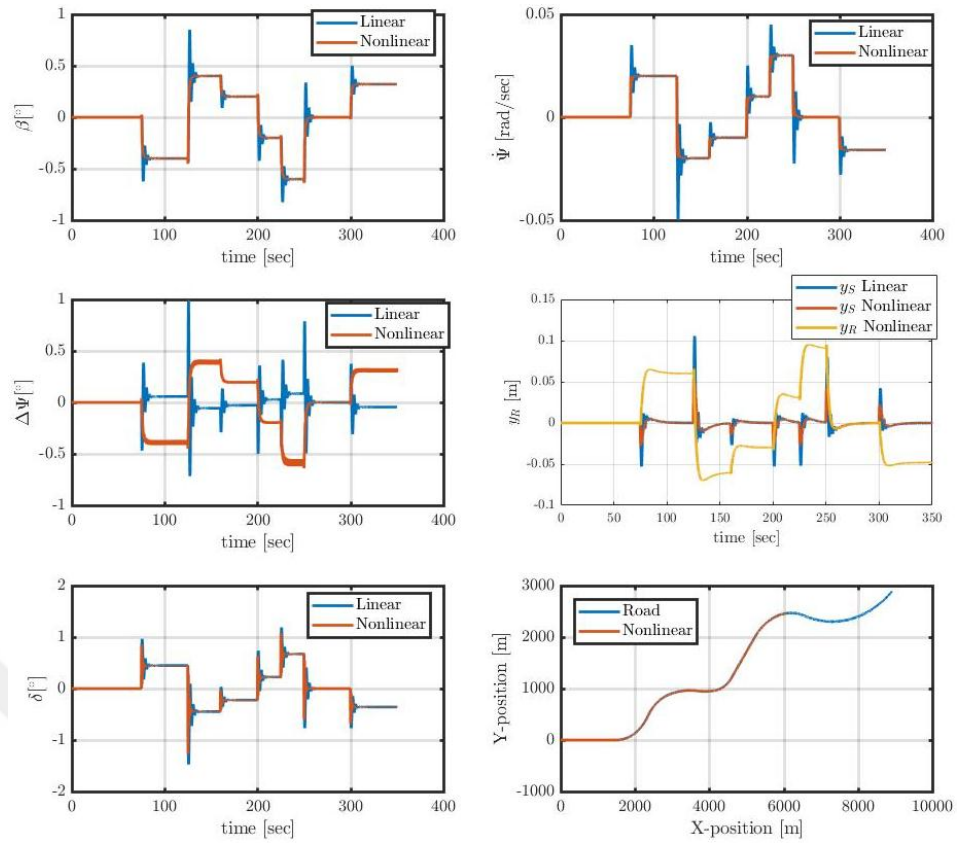 1
0.5
0
-0.5
-1
β[°]
0
100
200
300
400
time [sec]
Linear
Nonlinear
0.05
0
-0.05
Ψ̇ [rad/sec]
0
100
200
300
400
time [sec]
Linear
Nonlinear
1
0.5
0
-0.5
-1
ΔΨ[°]
0
100
200
300
400
time [sec]
Linear
Nonlinear
0.15
0.1
0.05
0
-0.05
-0.1
y_R [m]
0
50
100
150
200
250
300
350
time [sec]
y_S Linear
y_S Nonlinear
y_R Nonlinear
2
1
0
-1
-2
δ[°]
0
100
200
300
400
time [sec]
Linear
Nonlinear
3000
2000
1000
0
-1000
Y-position [m]
0
2000
4000
6000
8000
10000
X-position [m]
Road
Nonlinear